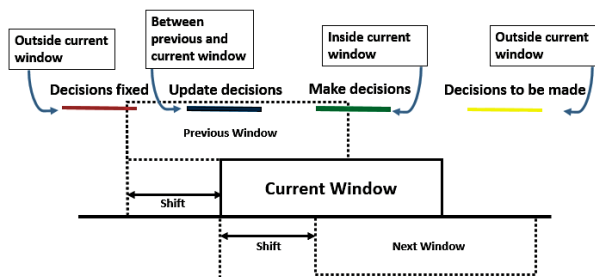 Outside current
window
Between
previous and
current window
Inside current
window
Outside current
window
Decisions fixed
Update decisions
Make decisions
Decisions to be made
Previous Window
Current Window
Shift
Shift
Next Window